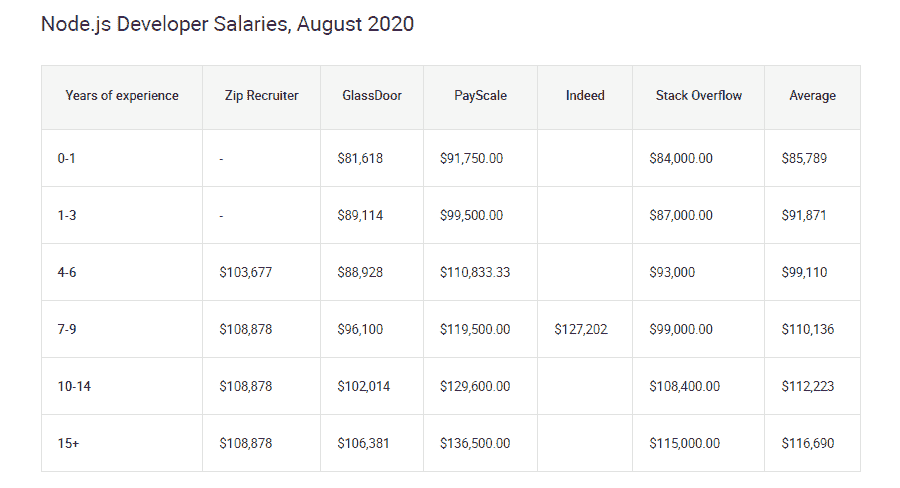 Node.js Developer Salaries, August 2020
Years of experience Zip Recruiter GlassDoor PayScale Indeed Stack Overflow Average
0-1 - $81,618 $91,750.00 $84,000.00 $85,789
1-3 - $89,114 $99,500.00 $87,000.00 $91,871
4-6 $103,677 $88,928 $110,833.33 $93,000 $99,110
7-9 $108,878 $96,100 $119,500.00 $127,202 $99,000.00 $110,136
10-14 $108,878 $102,014 $129,600.00 $108,400.00 $112,223
15+ $108,878 $106,381 $136,500.00 $115,000.00 $116,690